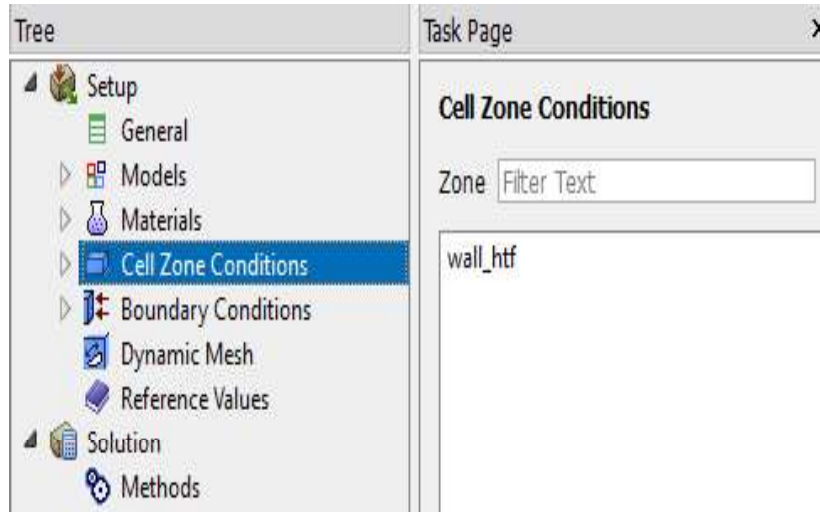 Tree
Setup
General
Models
Materials
Cell Zone Conditions
Boundary Conditions
Dynamic Mesh
Reference Values
Solution
Methods
Task Page
Cell Zone Conditions
Zone Filter Text
wall_htf